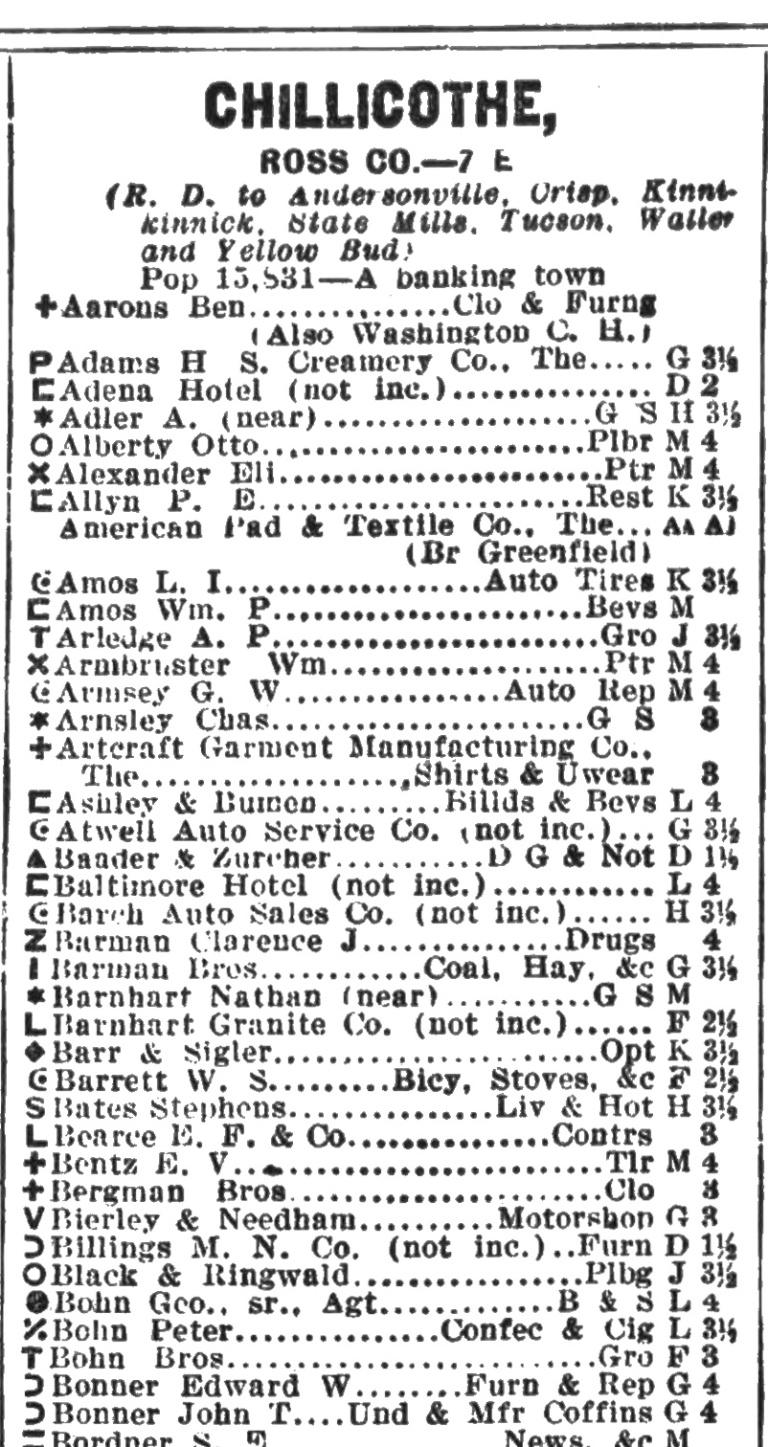 CHILLICOTHE,
ROSS CO.—7 E
(R. D. to Andersonville, Crisp, Kinni-
kinnick, State Mills, Tucson, Waller
and Yellow Bud)
Pop 15,831—A banking town
✚Aarons Ben................Clo & Furng
(Also Washington C. H.)
P Adams H S. Creamery Co., The..... G 3½
⊏Adena Hotel (not inc.)............... D 2
*Adler A. (near)....................G S H 3½
O Alberty Otto........................Plbr M 4
✕Alexander Eli........................Ptr M 4
⊏Allyn P. E........................Rest K 3½
American Pad & Textile Co., The... Aa A1
(Br Greenfield)
Amos L. I...................Auto Tires K 3½
⊏Amos Wm. P.......................Bevs M
T Arledge A. P........................Gro J 3½
✕Armbruster Wm....................Ptr M 4
Armsey G. W................Auto Rep M 4
*Arnsley Chas.......................G S 3
✚Artcraft Garment Manufacturing Co.,
The....................Shirts & Uwear 3
⊏Ashley & .........Billds & Bevs L 4
Atwell Auto Service Co. (not inc.)... G 3½
▲Baader & Zurcher...........D G & Not D 1½
⊏Baltimore Hotel (not inc.)............ L 4
Barch Auto Sales Co. (not inc.)...... H 3½
Z Barman Clarence J...............Drugs 4
I Barman Bros............Coal, Hay, &c G 3½
*Barnhart Nathan (near)...........G S M
L Barnhart Granite Co. (not inc.)...... F 2½
◆Barr & Sigler.......................Opt K 3½
Barrett W. S.........Bicy, Stoves, &c F 2½
S Bates Stephens...............Liv & Hot H 3½
L Bearce E. F. & Co...............Contrs 3
✚Bentz E. V..........................Tlr M 4
✚Bergman Bros.......................Clo 3
V Bierley & Needham..........Motorshon G 3
⊐Billings M. N. Co. (not inc.)..Furn D 1½
O Black & Ringwald.................Plbg J 3½
●Bohn Geo., sr., Agt.............B & S L 4
⁒Bohn Peter...............Confec & Cig L 3½
T Bohn Bros..........................Gro F 3
⊐Bonner Edward W........Furn & Rep G 4
⊐Bonner John T....Und & Mfr Coffins G 4
Bordner S. E News, &c M